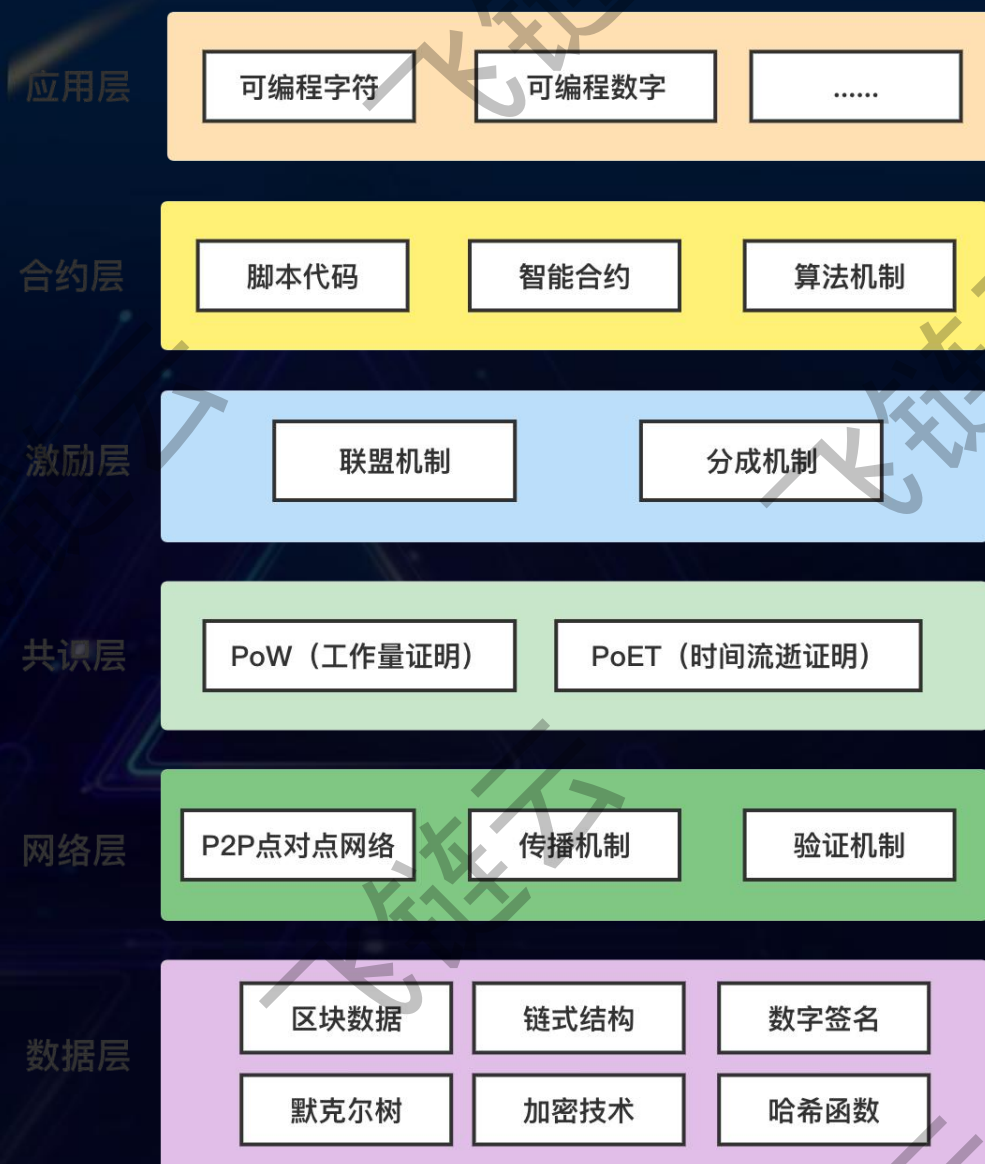 应用层
可编程字符
可编程数字
......
合约层
脚本代码
智能合约
算法机制
激励层
联盟机制
分成机制
共识层
PoW（工作量证明）
PoET（时间流逝证明）
网络层
P2P点对点网络
传播机制
验证机制
数据层
区块数据
链式结构
数字签名
默克尔树
加密技术
哈希函数
飞链云